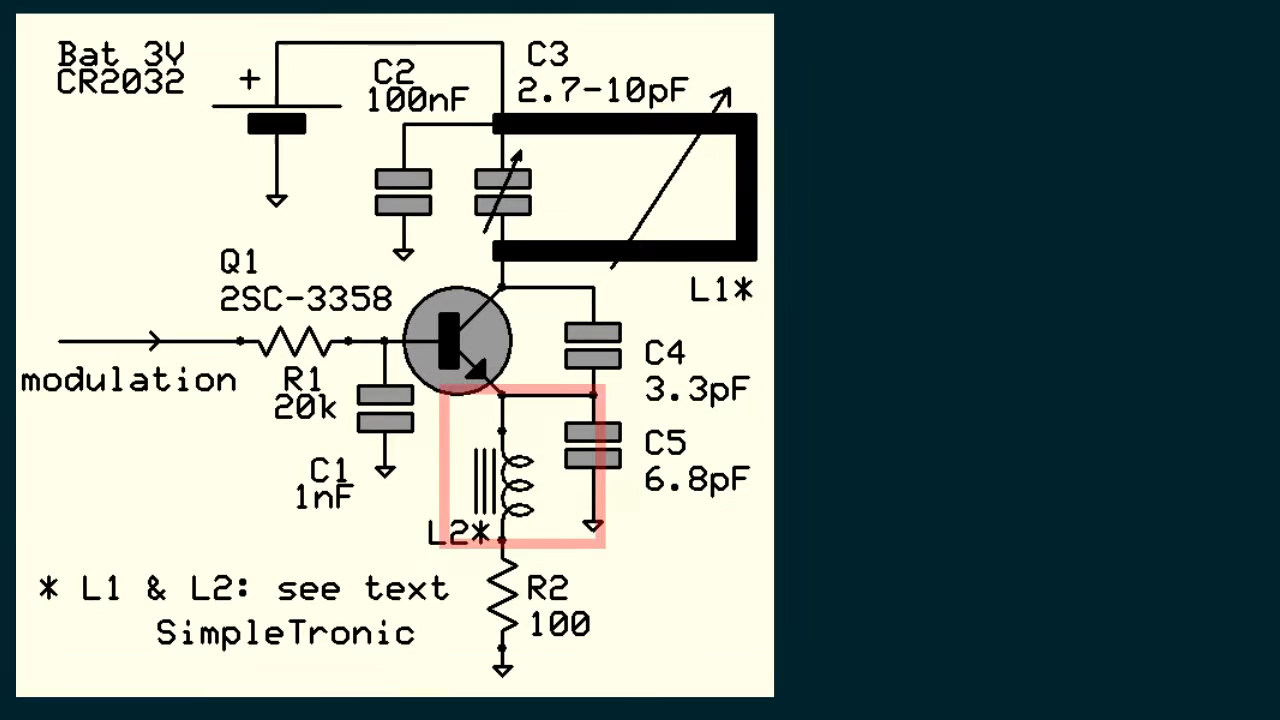 Bat 3V
CR2032
+
C2
100nF
C3
2.7-10pF
Q1
2SC-3358
L1*
modulation
R1
20k
C4
3.3pF
C1
1nF
C5
6.8pF
L2*
R2
100
* L1 & L2: see text
SimpleTronic